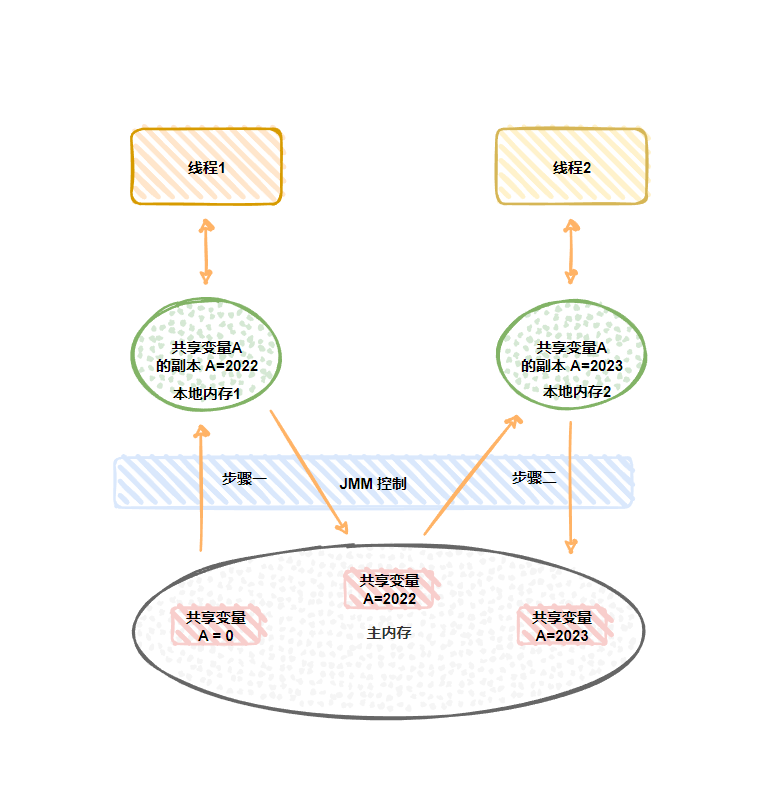 线程1
线程2
共享变量A
的副本 A=2022
本地内存1
共享变量A
的副本 A=2023
本地内存2
步骤一
JMM 控制
步骤二
共享变量
A = 0
共享变量
A=2022
主内存
共享变量
A=2023